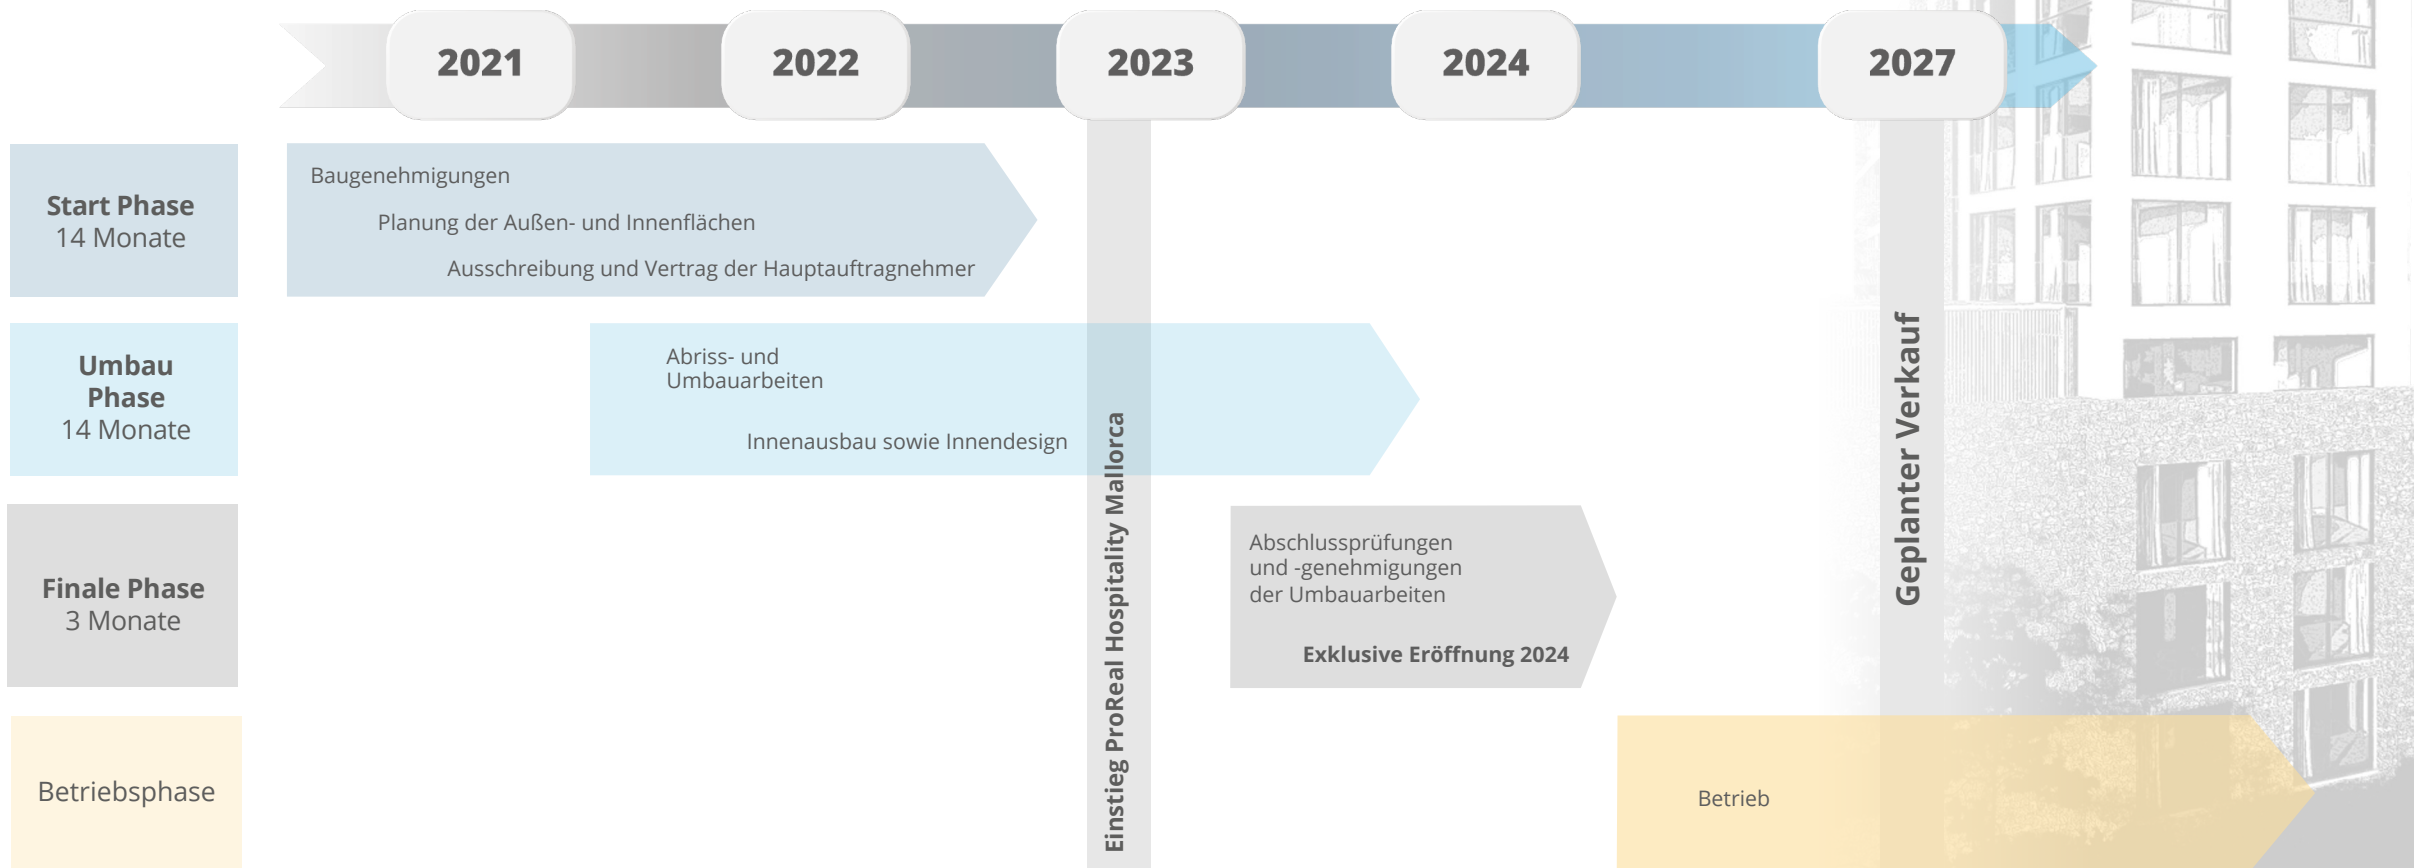 2021
2022
2023
2024
2027
Start Phase
14 Monate
Baugenehmigungen
Planung der Außen- und Innenflächen
Ausschreibung und Vertrag der Hauptauftragnehmer
Umbau
Phase
14 Monate
Abriss- und
Umbauarbeiten
Innenausbau sowie Innendesign
Einstieg ProReal Hospitality Mallorca
Geplanter Verkauf
Finale Phase
3 Monate
Abschlussprüfungen
und -genehmigungen
der Umbauarbeiten
Exklusive Eröffnung 2024
Betriebsphase
Betrieb